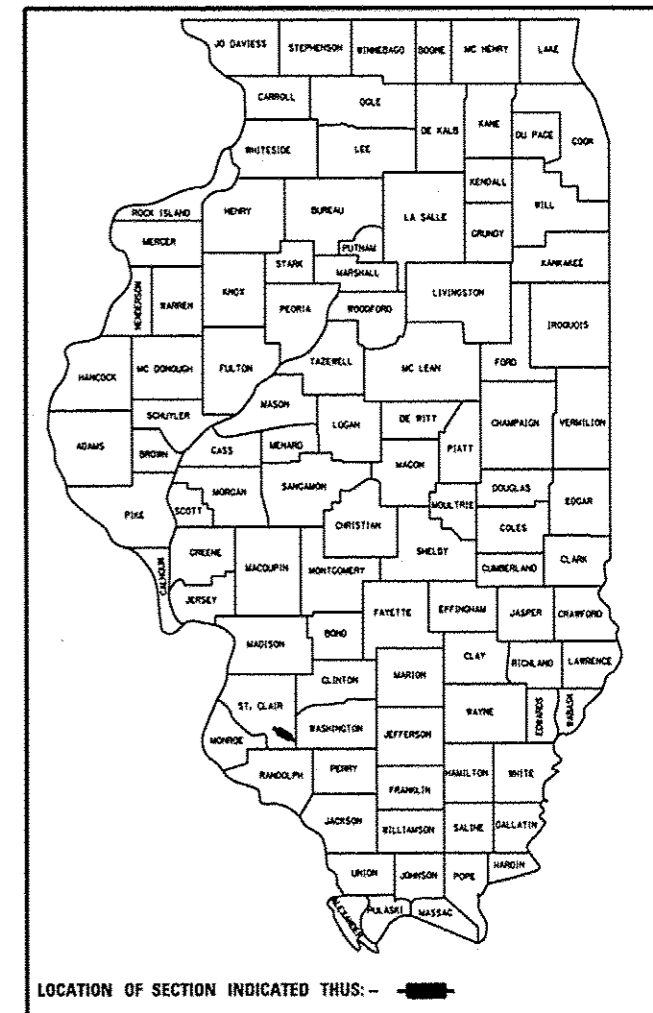 JO DAVIESS STEPHENSON WINNEBAGO BOONE MC HENRY LAKE
CARROLL OGLE DE KALB KANE DU PAGE COOK
WHITESIDE LEE KENDALL
ROCK ISLAND HENRY BUREAU LA SALLE GRUNDY WILL
MERCER PUTNAM KANKAKEE
HENDERSON WARREN KNOX STARK MARSHALL LIVINGSTON
PEORIA WOODFORD IROQUOIS
HANCOCK MC DONOUGH FULTON TAZEWELL MC LEAN FORD
SCHUYLER MASON LOGAN DE WITT CHAMPAIGN VERMILION
ADAMS BROWN CASS MENARD PIATT
PIKE SCOTT MORGAN SANGAMON MACON MOULTRIE DOUGLAS EDGAR
CHRISTIAN COLES
CALHOUN GREENE MACOUPIN MONTGOMERY SHELBY CUMBERLAND CLARK
JERSEY FAYETTE EFFINGHAM JASPER CRAWFORD
MADISON BOND CLAY RICHLAND LAWRENCE
CLINTON MARION
ST. CLAIR WAYNE EDWARDS WABASH
MONROE WASHINGTON JEFFERSON
RANDOLPH PERRY HAMILTON WHITE
FRANKLIN
JACKSON WILLIAMSON SALINE GALLATIN
UNION JOHNSON POPE HARDIN
ALEXANDER PULASKI MASSAC
LOCATION OF SECTION INDICATED THUS: -